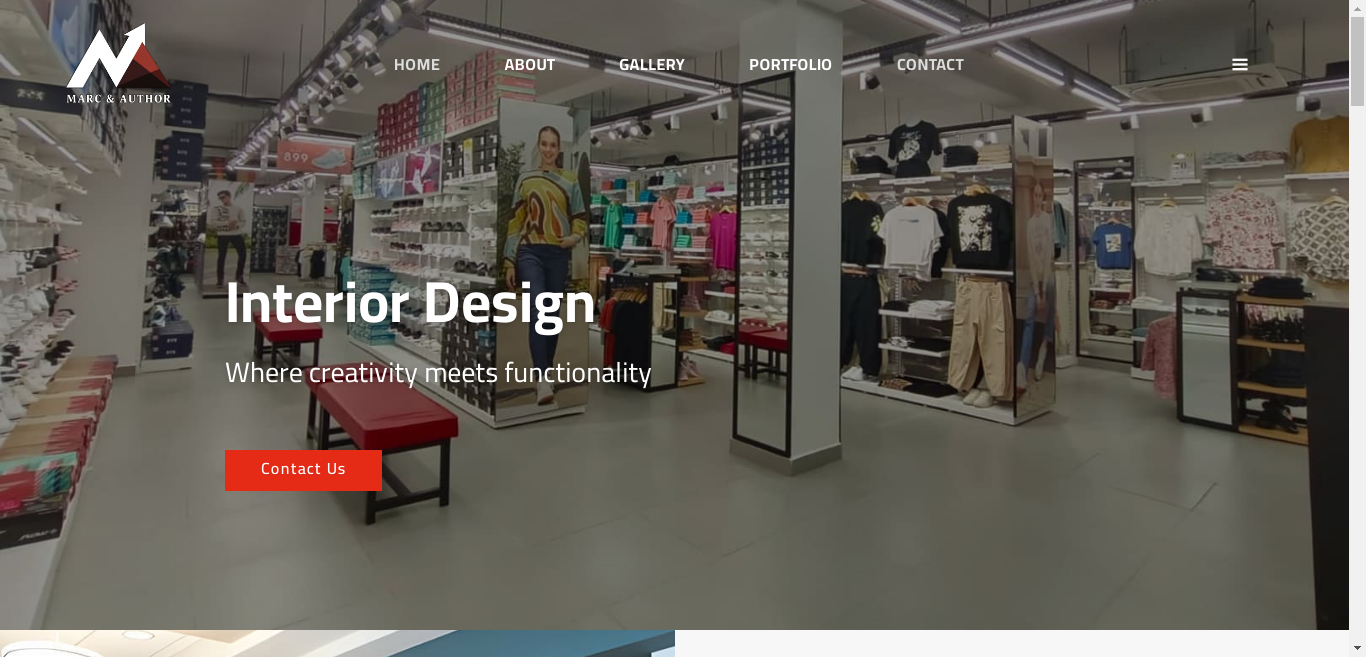 HOME
ABOUT
GALLERY
PORTFOLIO
CONTACT
MARC & AUTHOR
899
Interior Design
Where creativity meets functionality
Contact Us